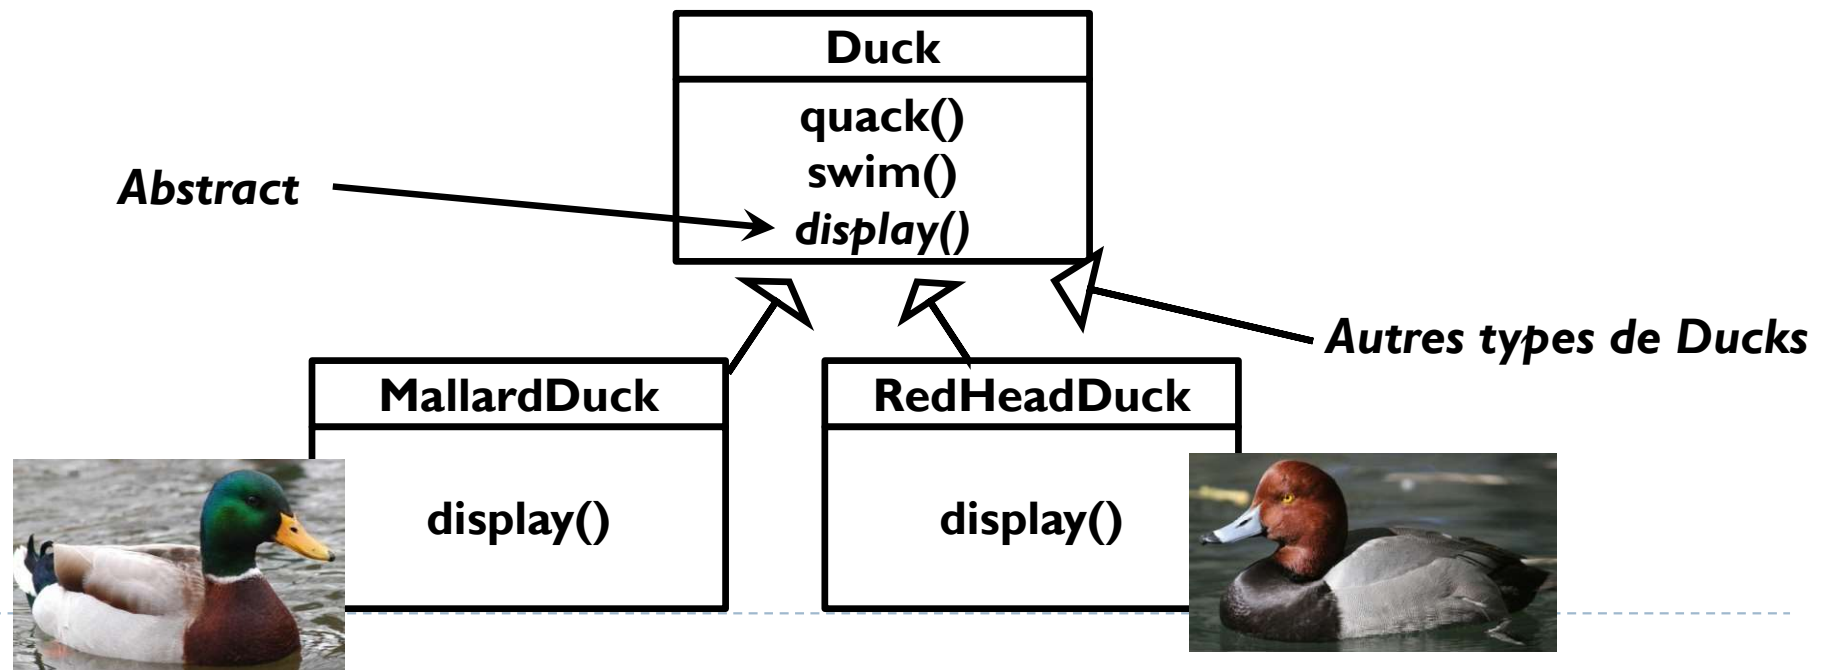 Duck
quack()
swim()
Abstract
display()
Autres types de Ducks
MallardDuck
RedHeadDuck
display()
display()